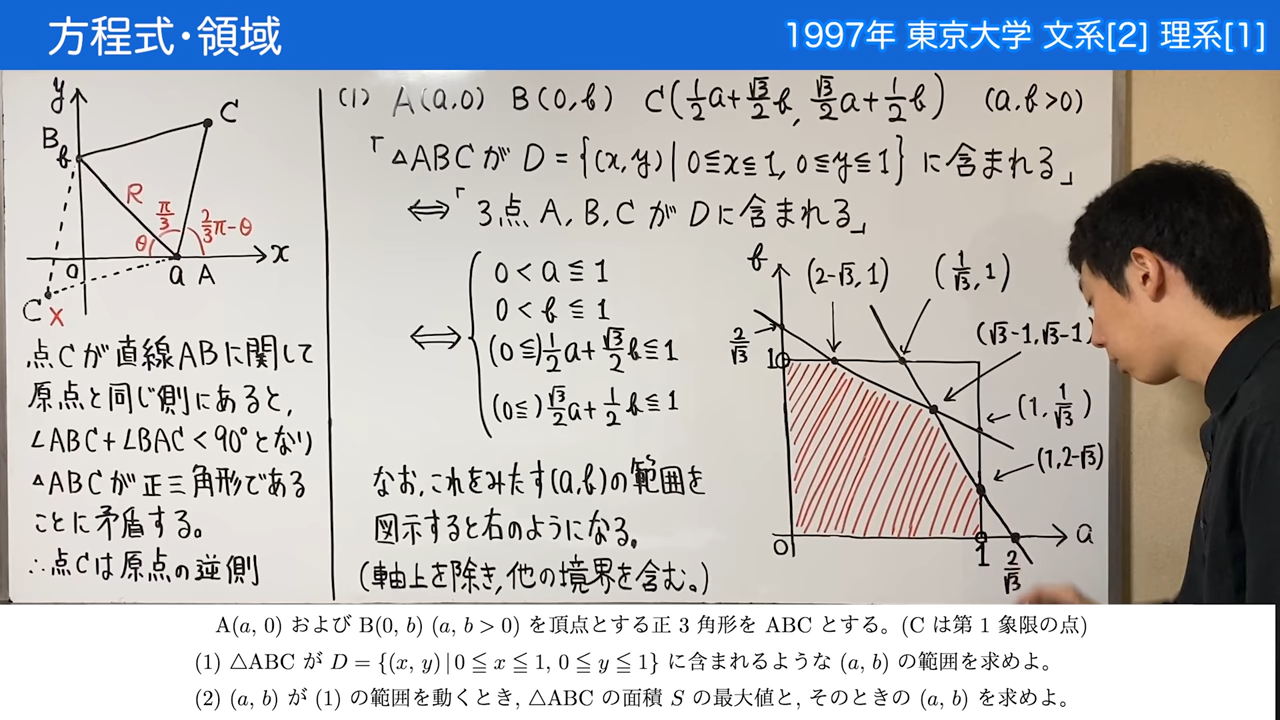 方程式・領域
1997年 東京大学 文系[2] 理系[1]
y
B
b
C
R
π/3
2/3π-θ
θ
x
O
a A
C
×
点Cが直線ABに関して
原点と同じ側にあると,
∠ABC+∠BAC<90°となり
△ABCが正三角形である
ことに矛盾する。
∴点Cは原点の逆側
(1) A(a,0) B(0,b) C(1/2a+√3/2b, √3/2a+1/2b) (a,b>0)
「△ABCが D={(x,y)|0≦x≦1, 0≦y≦1}に含まれる」
⇔「3点A,B,CがDに含まれる」
⇔
0<a≦1
0<b≦1
(0≦)1/2a+√3/2b≦1
(0≦)√3/2a+1/2b≦1
なお,これをみたす(a,b)の範囲を
図示すると右のようになる。
(軸上を除き,他の境界を含む。)
b
(2-√3,1)
(1/√3,1)
(√3-1,√3-1)
2/√3
1
(1,1/√3)
(1,2-√3)
O
1
2/√3
a
A(a, 0) および B(0, b) (a, b > 0) を頂点とする正 3 角形を ABC とする。(C は第 1 象限の点)
(1) △ABC が D = {(x, y) | 0 ≦ x ≦ 1, 0 ≦ y ≦ 1} に含まれるような (a, b) の範囲を求めよ。
(2) (a, b) が (1) の範囲を動くとき, △ABC の面積 S の最大値と, そのときの (a, b) を求めよ。